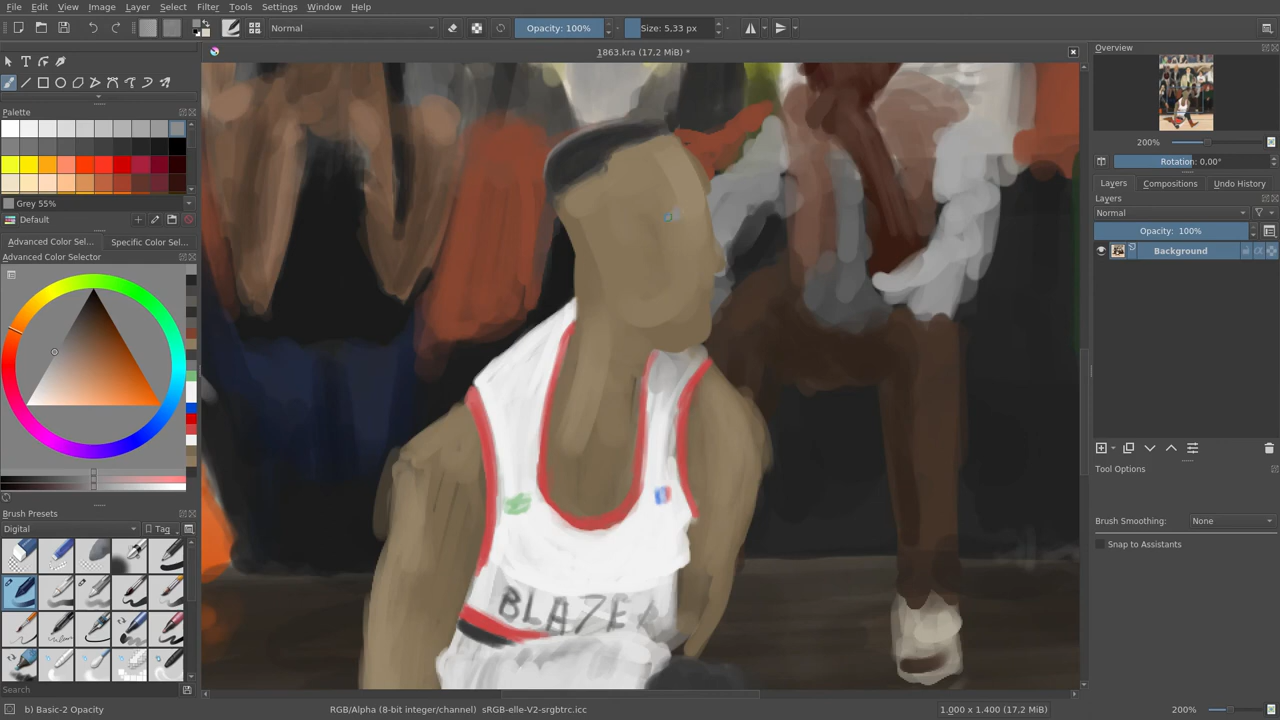 File Edit View Image Layer Select Filter Tools Settings Window Help
Normal Opacity: 100% Size: 5,33 px
1863.kra (17,2 MiB) *
Palette
Grey 55%
Default
Advanced Color Sel... Specific Color Sel...
Advanced Color Selector
Brush Presets
Digital Tag
Search
BLAZE
Overview
200%
Rotation: 0,00°
Layers Compositions Undo History
Layers
Normal
Opacity: 100%
Background
Tool Options
Brush Smoothing: None
Snap to Assistants
b) Basic-2 Opacity RGB/Alpha (8-bit integer/channel) sRGB-elle-V2-srgbtrc.icc 1.000 x 1.400 (17,2 MiB) 200%